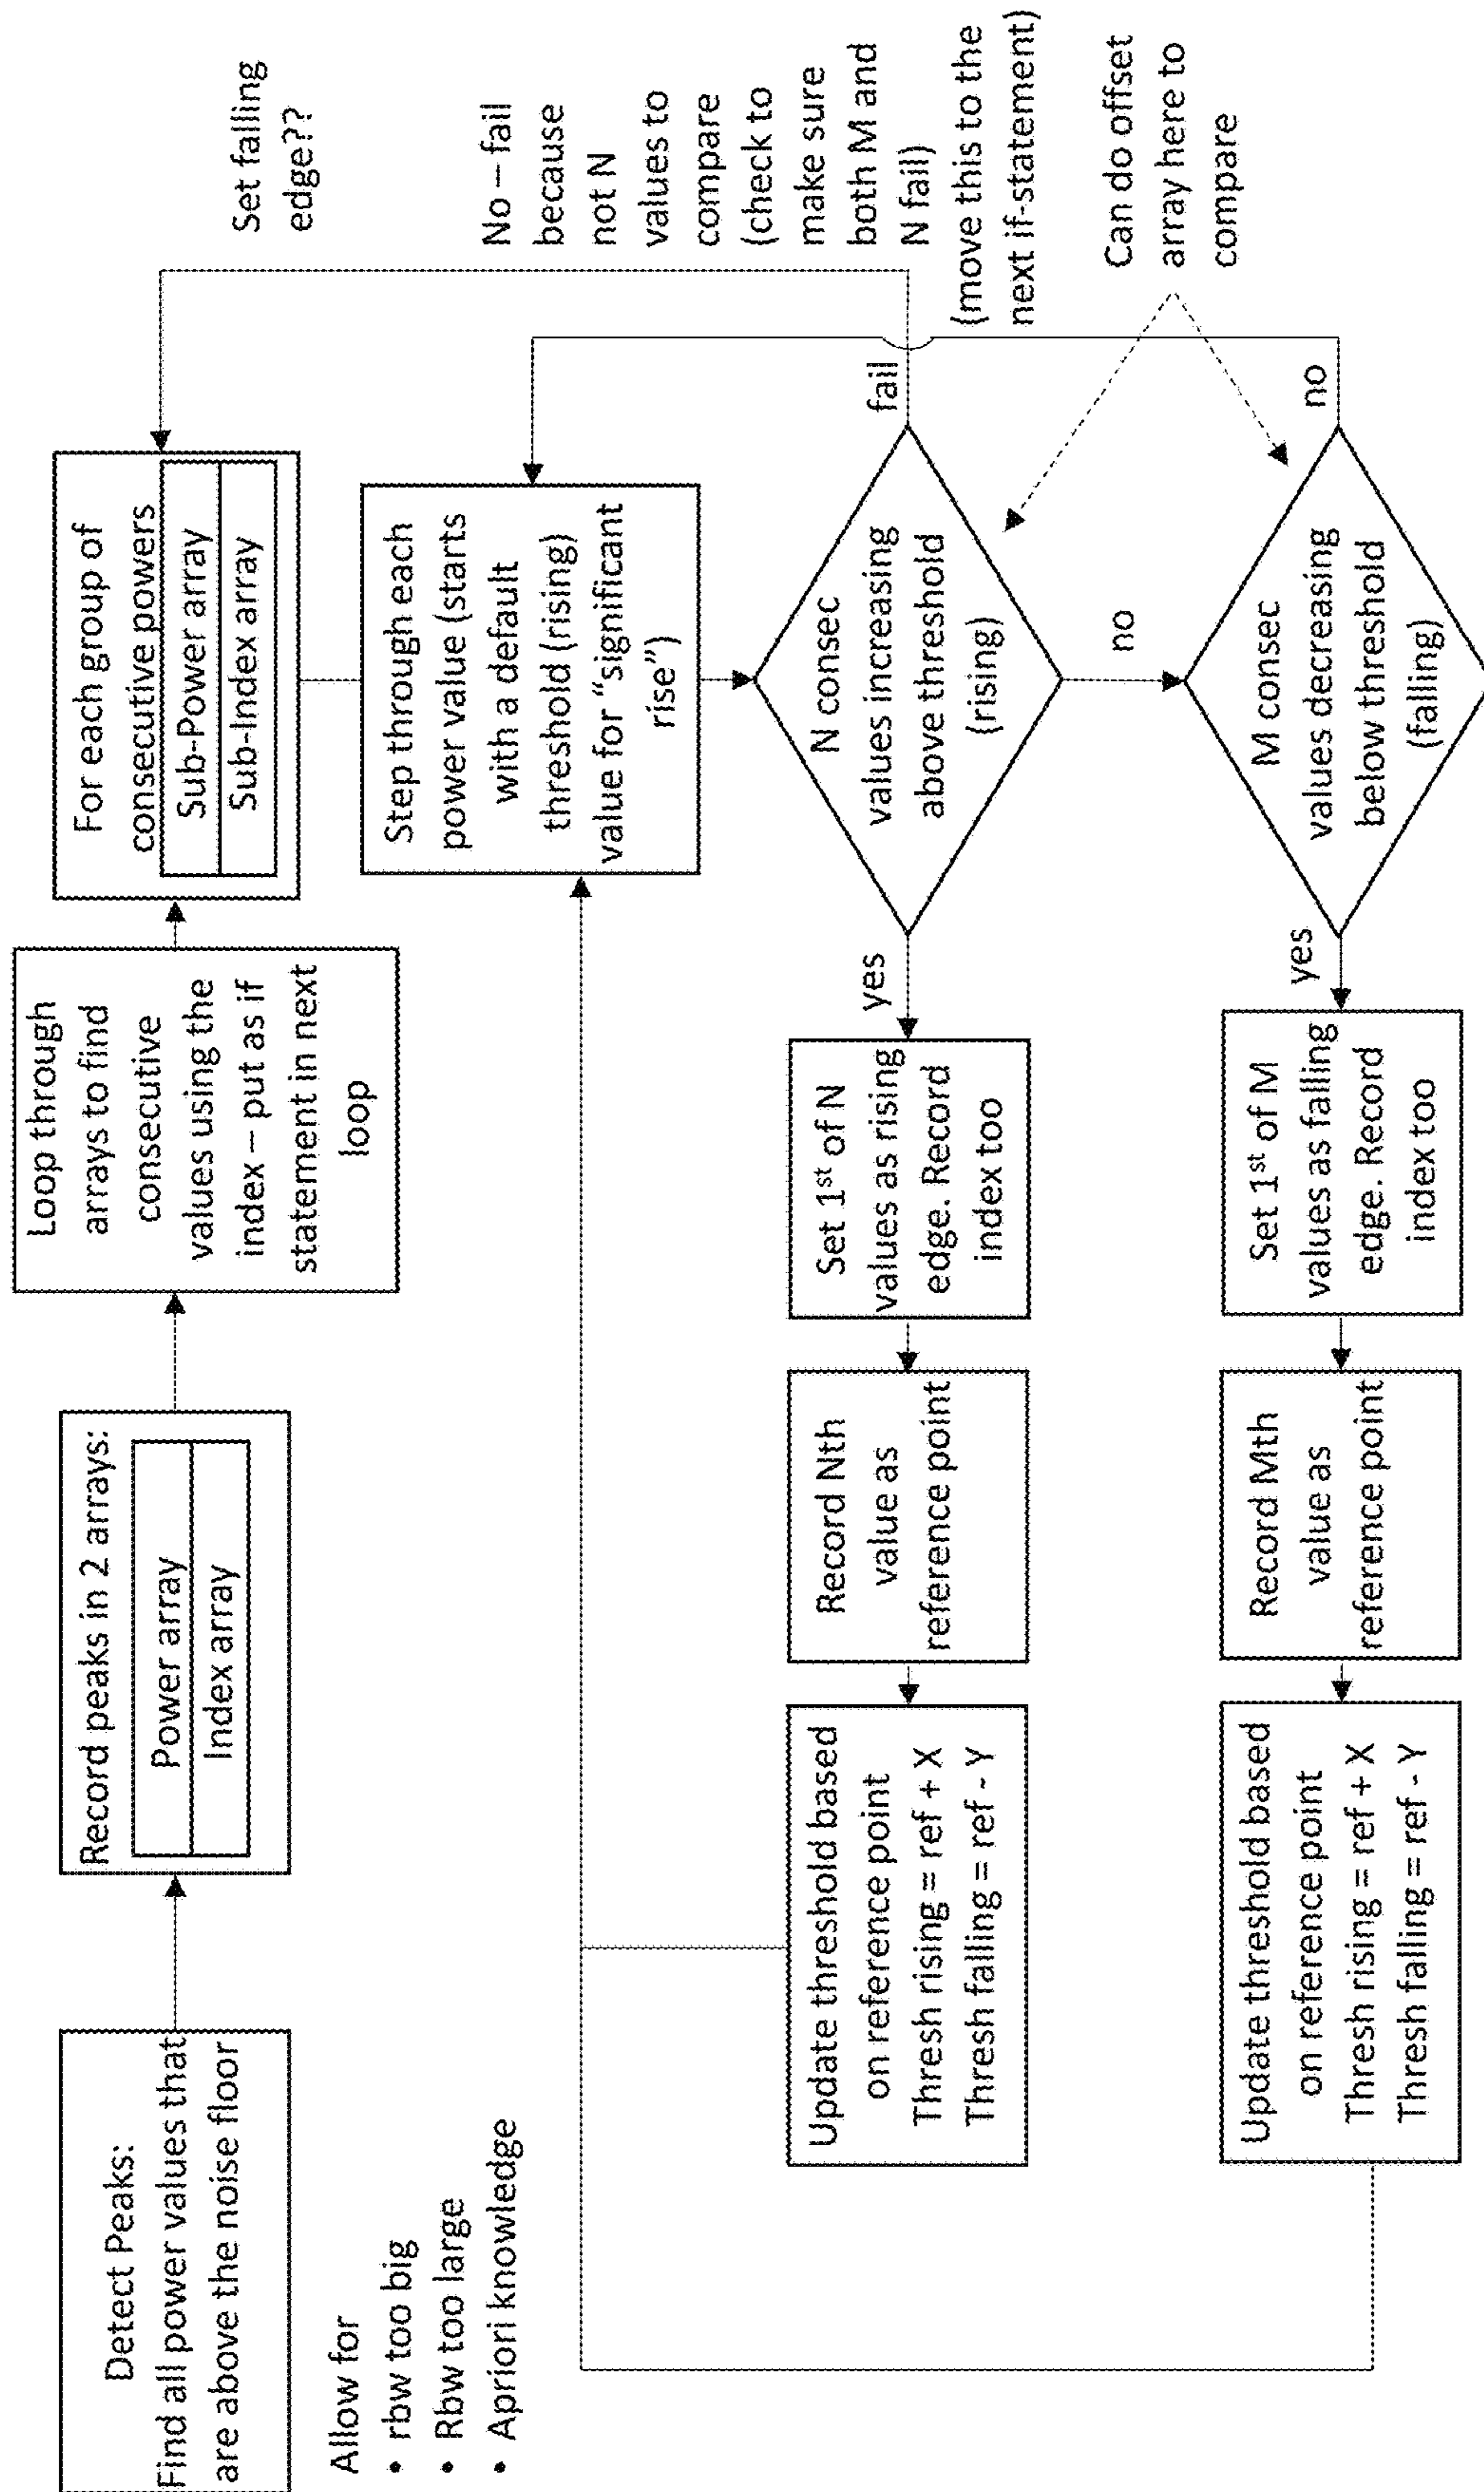 Detect Peaks:
Find all power values that
are above the noise floor
Allow for
• rbw too big
• Rbw too large
• Apriori knowledge
Record peaks in 2 arrays:
Power array
Index array
Loop through
arrays to find
consecutive
values using the
index – put as if
statement in next
loop
For each group of
consecutive powers
Sub-Power array
Sub-Index array
Set falling
edge??
Step through each
power value (starts
with a default
threshold (rising)
value for “significant
rise”)
No – fail
because
not N
values to
compare
(check to
make sure
both M and
N fail)
(move this to the
next if-statement)
Can do offset
array here to
compare
N consec
values increasing
above threshold
(rising)
fail
yes
no
Set 1st of N
values as rising
edge. Record
index too
Record Nth
value as
reference point
Update threshold based
on reference point
Thresh rising = ref + X
Thresh falling = ref - Y
M consec
values decreasing
below threshold
(falling)
no
yes
Set 1st of M
values as falling
edge. Record
index too
Record Mth
value as
reference point
Update threshold based
on reference point
Thresh rising = ref + X
Thresh falling = ref - Y